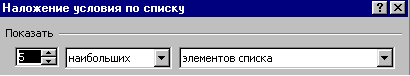 Наложение условия по списку
Показать
5 наибольших элементов списка